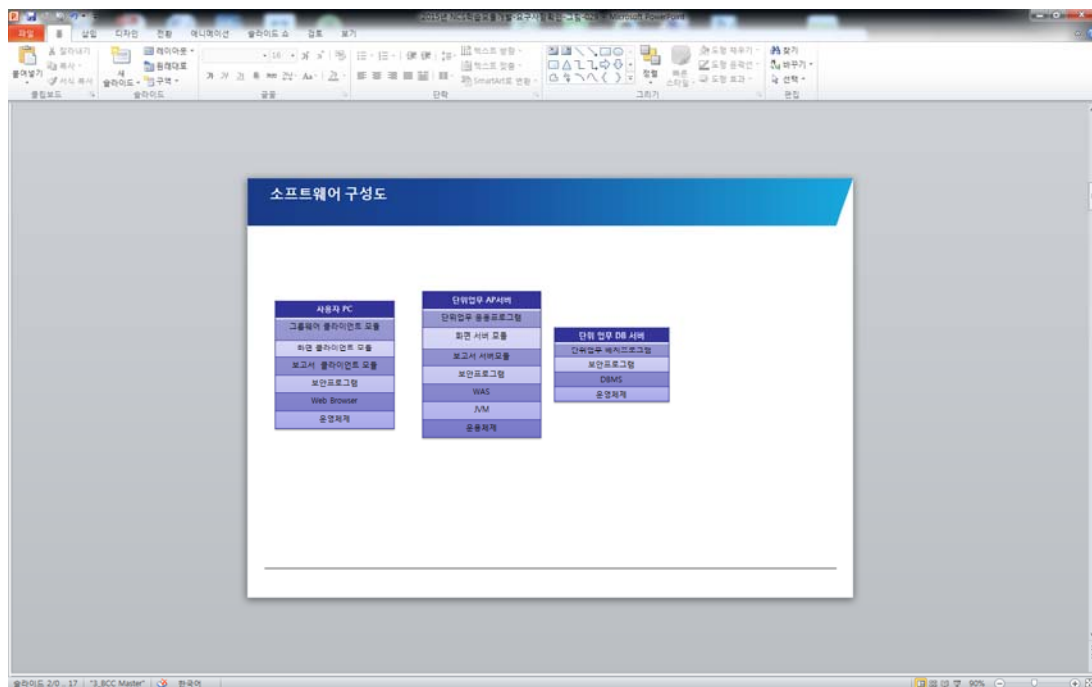 파일 홈 삽입 디자인 전환 애니메이션 슬라이드 쇼 검토 보기
잘라내기
복사
서식 복사
붙여넣기
클립보드
새
슬라이드
레이아웃
원래대로
구역
슬라이드
16
글꼴
텍스트 방향
텍스트 맞춤
SmartArt로 변환
단락
정렬
빠른
스타일
도형 채우기
도형 윤곽선
도형 효과
그리기
찾기
바꾸기
선택
편집
소프트웨어 구성도
사용자 PC
그룹웨어 클라이언트 모듈
화면 클라이언트 모듈
보고서 클라이언트 모듈
보안프로그램
Web Browser
운영체제
단위업무 AP서버
단위업무 응용프로그램
화면 서버 모듈
보고서 서버모듈
보안프로그램
WAS
JVM
운용체제
단위 업무 DB 서버
단위업무 배치프로그램
보안프로그램
DBMS
운영체제
"3_BCC Master" 한국어
90%